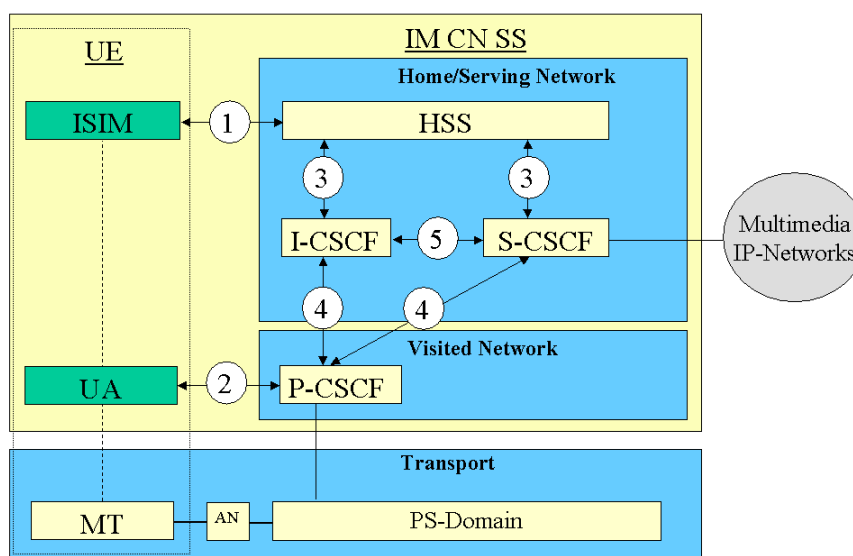 IM CN SS
UE
Home/Serving Network
ISIM
1
HSS
3
3
I-CSCF
5
S-CSCF
Multimedia
IP-Networks
4
4
Visited Network
UA
2
P-CSCF
Transport
MT
AN
PS-Domain